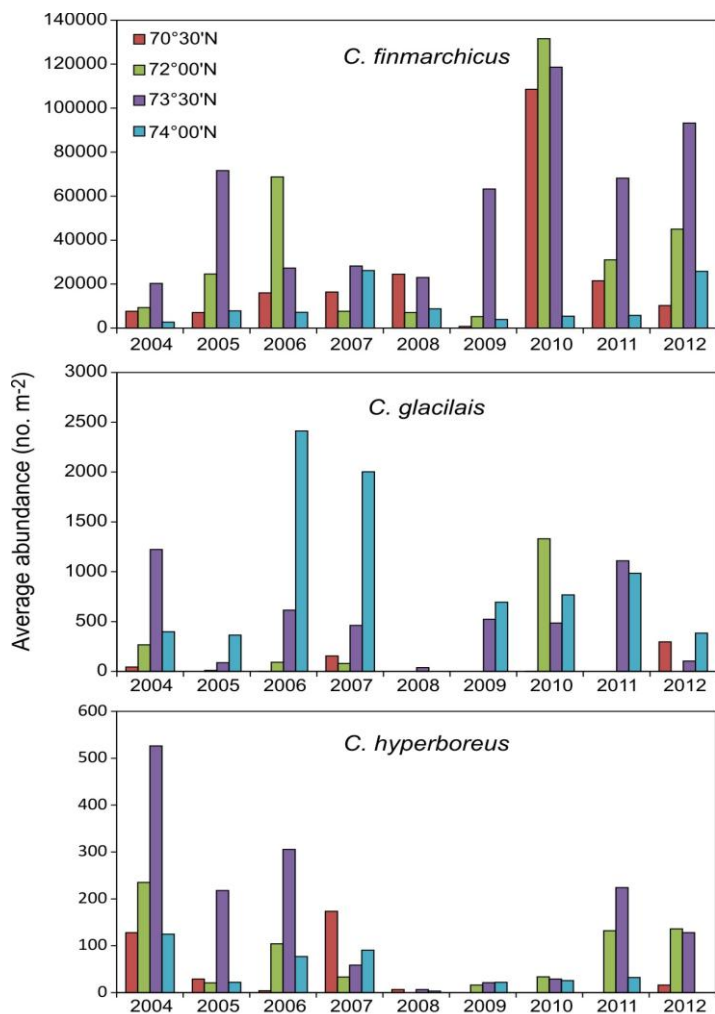 140000
120000
100000
80000
60000
40000
20000
0
70°30'N
72°00'N
73°30'N
74°00'N
C. finmarchicus
2004 2005 2006 2007 2008 2009 2010 2011 2012
Average abundance (no. m-2)
3000
2500
2000
1500
1000
500
0
C. glacilais
2004 2005 2006 2007 2008 2009 2010 2011 2012
600
500
400
300
200
100
0
C. hyperboreus
2004 2005 2006 2007 2008 2009 2010 2011 2012